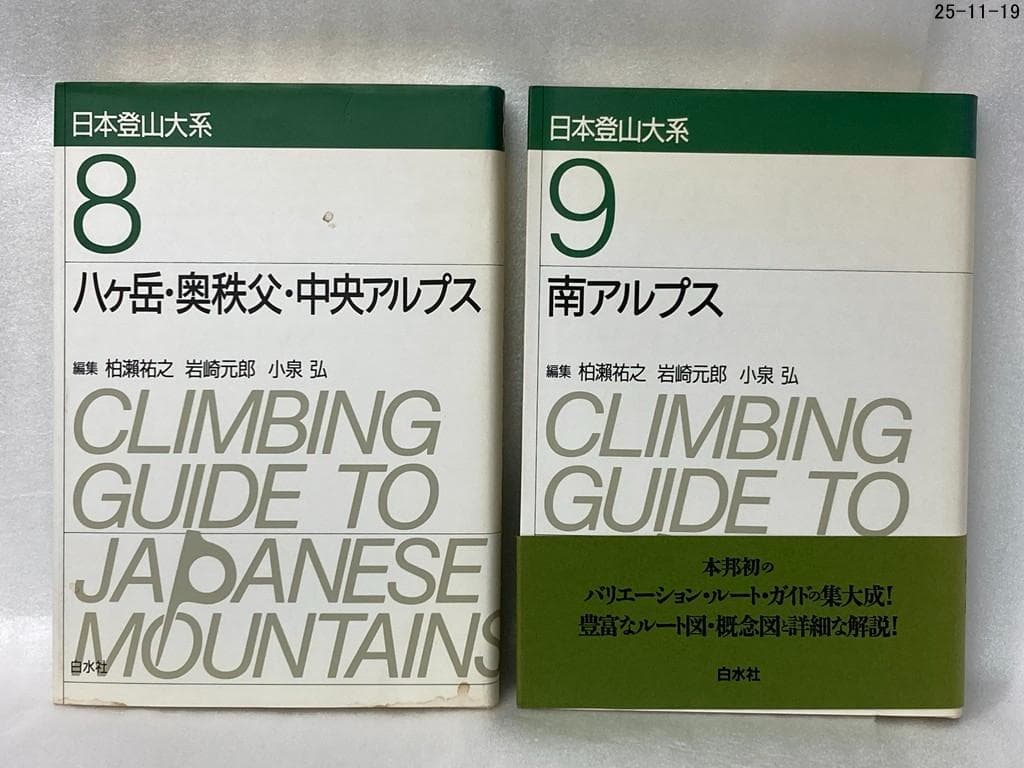 25-11-19
日本登山大系
8
八ヶ岳・奥秩父・中央アルプス
編集 柏瀬祐之 岩崎元郎 小泉 弘
CLIMBING
GUIDE TO
JAPANESE
MOUNTAINS
白水社
日本登山大系
9
南アルプス
編集 柏瀬祐之 岩崎元郎 小泉 弘
CLIMBING
GUIDE TO
本邦初の
バリエーション・ルート・ガイドの集大成!
豊富なルート図・概念図と詳細な解説!
白水社